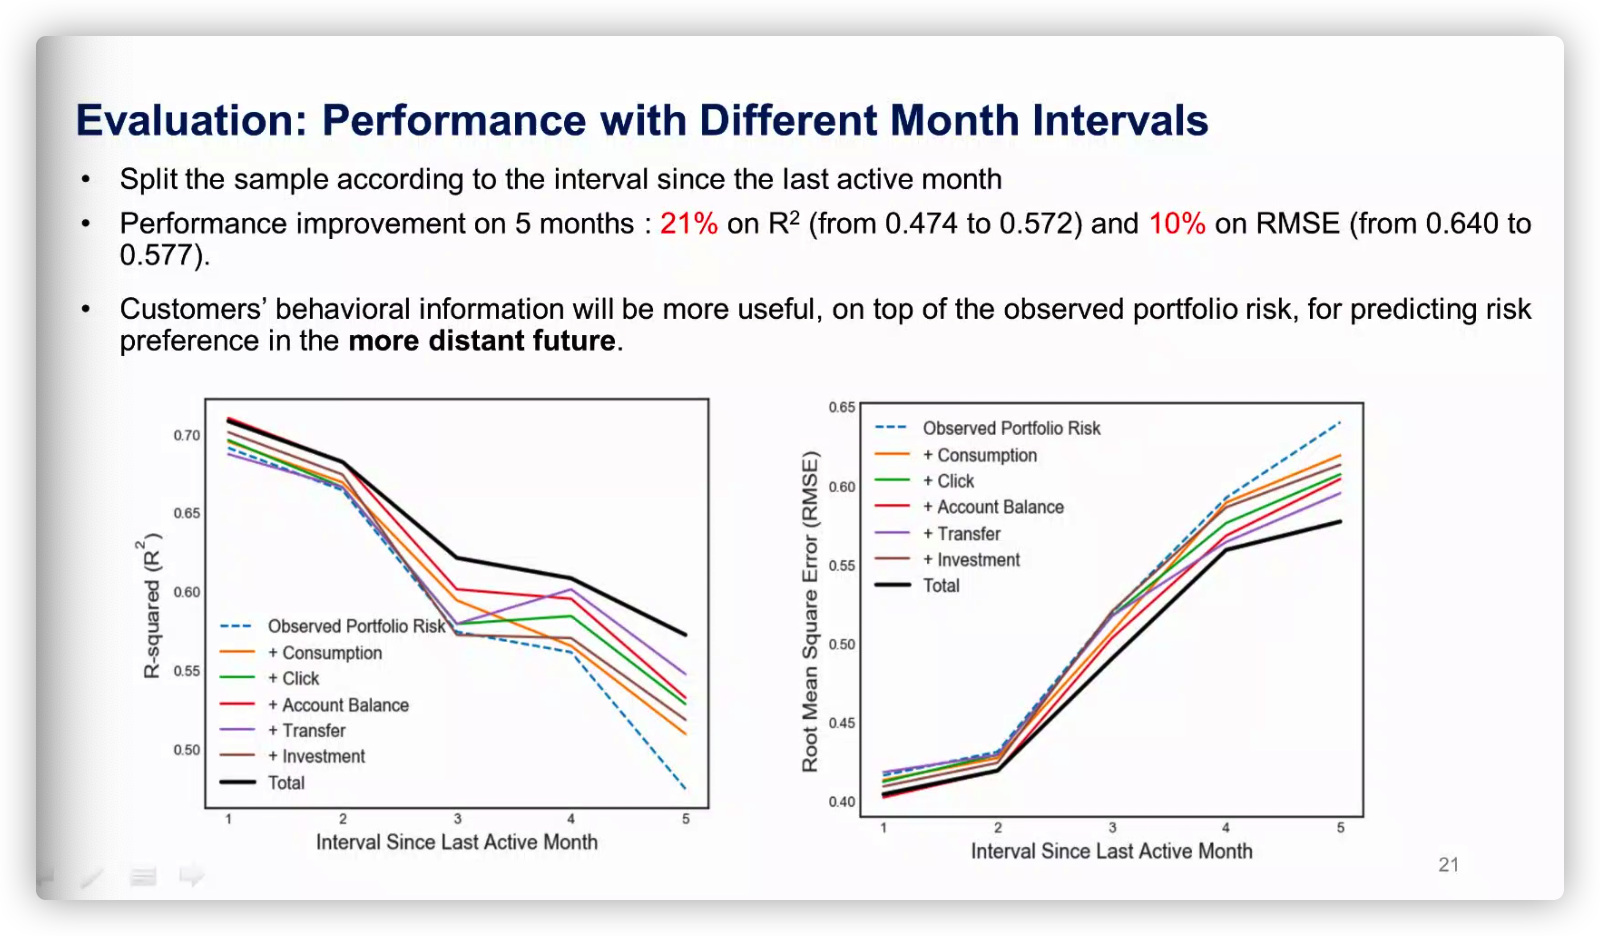 Evaluation: Performance with Different Month Intervals
• Split the sample according to the interval since the last active month
• Performance improvement on 5 months : 21% on R² (from 0.474 to 0.572) and 10% on RMSE (from 0.640 to
0.577).
• Customers’ behavioral information will be more useful, on top of the observed portfolio risk, for predicting risk
preference in the more distant future.
R-squared (R²)
0.70
0.65
0.60
0.55
0.50
Observed Portfolio Risk
+ Consumption
+ Click
+ Account Balance
+ Transfer
+ Investment
Total
1 2 3 4 5
Interval Since Last Active Month
Root Mean Square Error (RMSE)
0.65
0.60
0.55
0.50
0.45
0.40
Observed Portfolio Risk
+ Consumption
+ Click
+ Account Balance
+ Transfer
+ Investment
Total
1 2 3 4 5
Interval Since Last Active Month
21